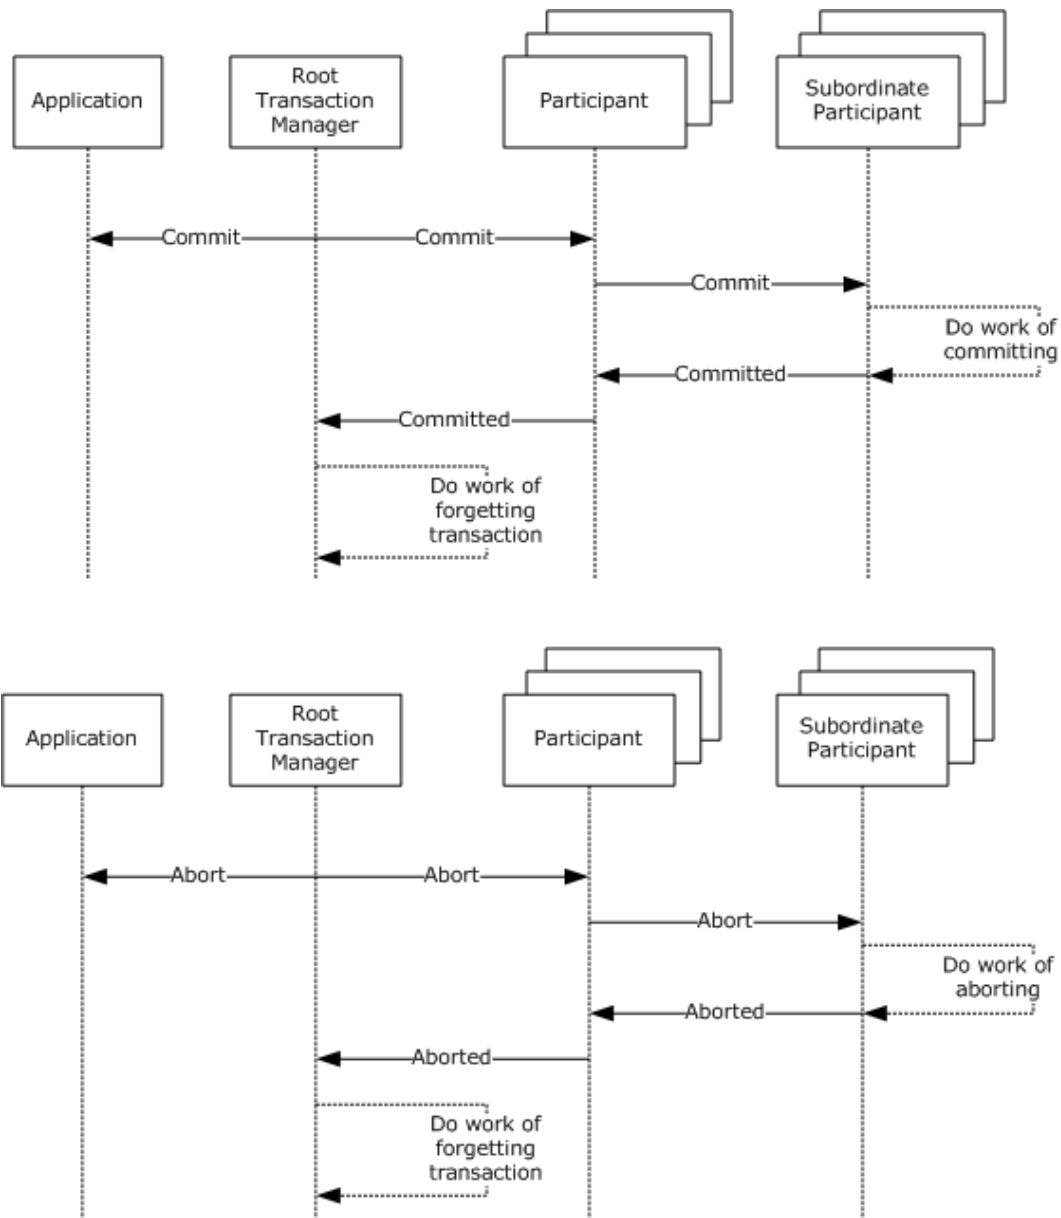 Application
Root
Transaction
Manager
Participant
Subordinate
Participant
Commit
Commit
Commit
Do work of
committing
Committed
Committed
Do work of
forgetting
transaction
Application
Root
Transaction
Manager
Participant
Subordinate
Participant
Abort
Abort
Abort
Do work of
aborting
Aborted
Aborted
Do work of
forgetting
transaction